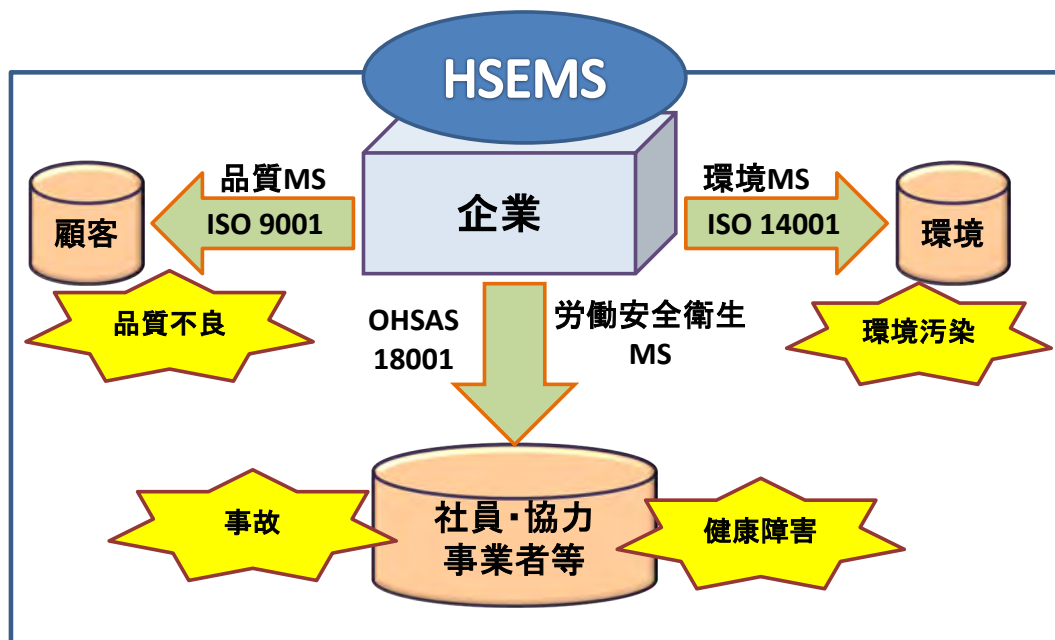 HSEMS
企業
品質MS
ISO 9001
顧客
品質不良
環境MS
ISO 14001
環境
環境汚染
OHSAS
18001
労働安全衛生
MS
社員・協力
事業者等
事故
健康障害